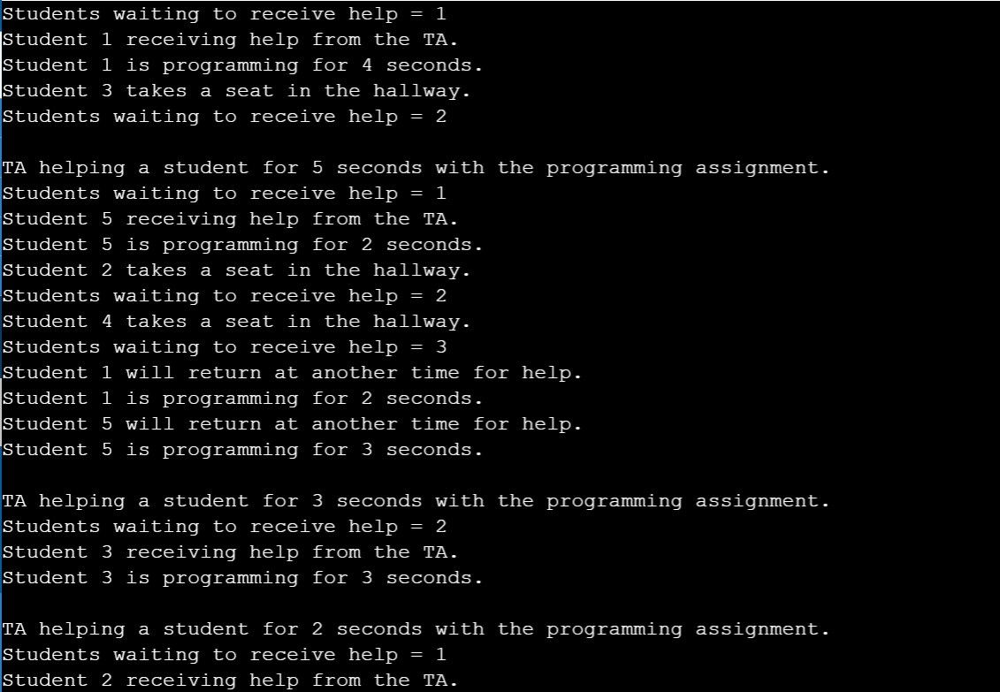 Students waiting to receive help = 1
Student 1 receiving help from the TA.
Student 1 is programming for 4 seconds.
Student 3 takes a seat in the hallway.
Students waiting to receive help = 2
TA helping a student for 5 seconds with the programming assignment.
Students waiting to receive help = 1
Student 5 receiving help from the TA.
Student 5 is programming for 2 seconds.
Student 2 takes a seat in the hallway.
Students waiting to receive help = 2
Student 4 takes a seat in the hallway.
Students waiting to receive help = 3
Student 1 will return at another time for help.
Student 1 is programming for 2 seconds.
Student 5 will return at another time for help.
Student 5 is programming for 3 seconds.
TA helping a student for 3 seconds with the programming assignment.
Students waiting to receive help = 2
Student 3 receiving help from the TA.
Student 3 is programming for 3 seconds.
TA helping a student for 2 seconds with the programming assignment.
Students waiting to receive help = 1
Student 2 receiving help from the TA.